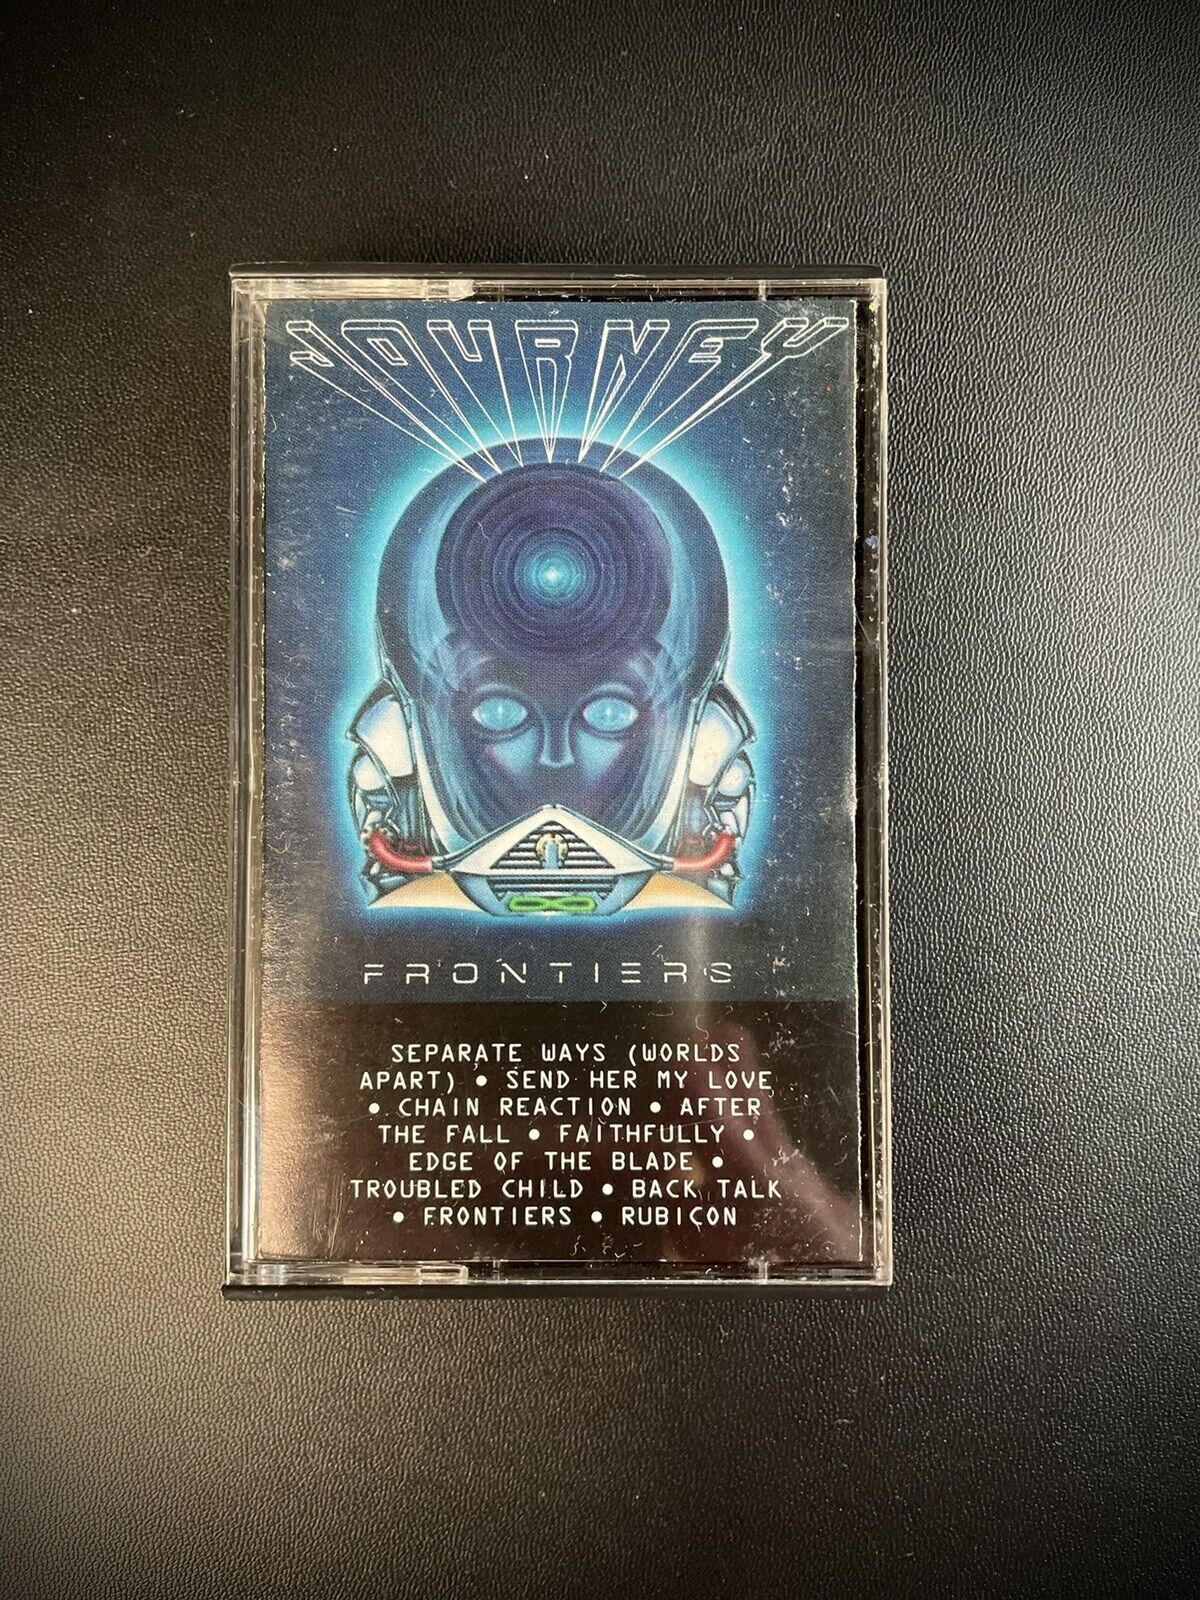 JOURNEY
FRONTIERS
SEPARATE WAYS (WORLDS
APART) • SEND HER MY LOVE
• CHAIN REACTION • AFTER
THE FALL • FAITHFULLY •
EDGE OF THE BLADE •
TROUBLED CHILD • BACK TALK
• FRONTIERS • RUBICON